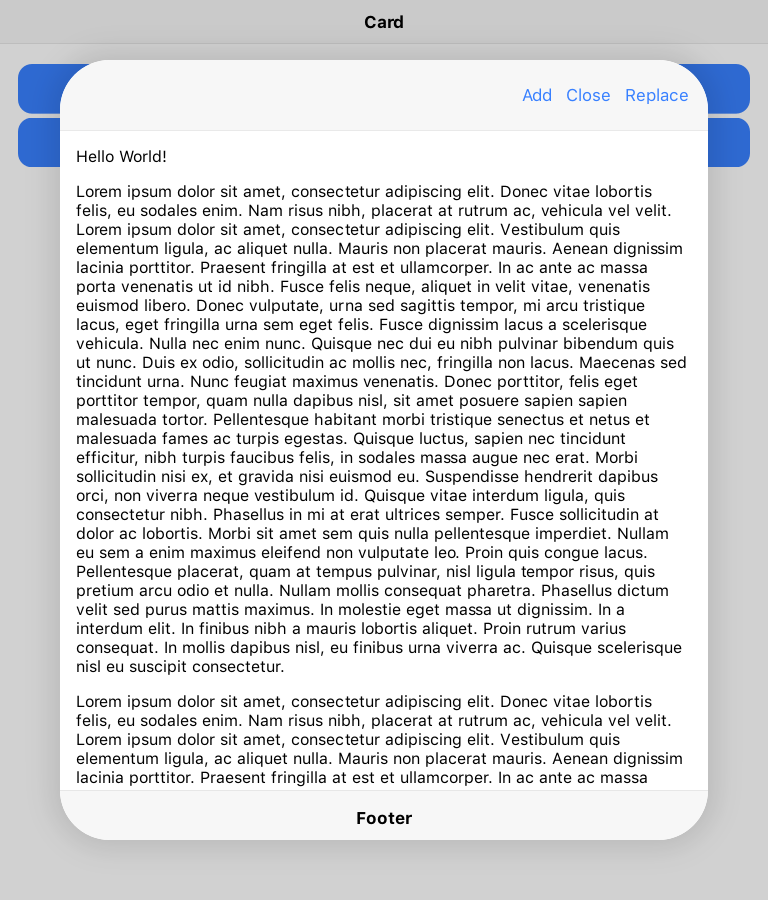 Card
Add Close Replace
Hello World!
Lorem ipsum dolor sit amet, consectetur adipiscing elit. Donec vitae lobortis
felis, eu sodales enim. Nam risus nibh, placerat at rutrum ac, vehicula vel velit.
Lorem ipsum dolor sit amet, consectetur adipiscing elit. Vestibulum quis
elementum ligula, ac aliquet nulla. Mauris non placerat mauris. Aenean dignissim
lacinia porttitor. Praesent fringilla at est et ullamcorper. In ac ante ac massa
porta venenatis ut id nibh. Fusce felis neque, aliquet in velit vitae, venenatis
euismod libero. Donec vulputate, urna sed sagittis tempor, mi arcu tristique
lacus, eget fringilla urna sem eget felis. Fusce dignissim lacus a scelerisque
vehicula. Nulla nec enim nunc. Quisque nec dui eu nibh pulvinar bibendum quis
ut nunc. Duis ex odio, sollicitudin ac mollis nec, fringilla non lacus. Maecenas sed
tincidunt urna. Nunc feugiat maximus venenatis. Donec porttitor, felis eget
porttitor tempor, quam nulla dapibus nisl, sit amet posuere sapien sapien
malesuada tortor. Pellentesque habitant morbi tristique senectus et netus et
malesuada fames ac turpis egestas. Quisque luctus, sapien nec tincidunt
efficitur, nibh turpis faucibus felis, in sodales massa augue nec erat. Morbi
sollicitudin nisi ex, et gravida nisi euismod eu. Suspendisse hendrerit dapibus
orci, non viverra neque vestibulum id. Quisque vitae interdum ligula, quis
consectetur nibh. Phasellus in mi at erat ultrices semper. Fusce sollicitudin at
dolor ac lobortis. Morbi sit amet sem quis nulla pellentesque imperdiet. Nullam
eu sem a enim maximus eleifend non vulputate leo. Proin quis congue lacus.
Pellentesque placerat, quam at tempus pulvinar, nisl ligula tempor risus, quis
pretium arcu odio et nulla. Nullam mollis consequat pharetra. Phasellus dictum
velit sed purus mattis maximus. In molestie eget massa ut dignissim. In a
interdum elit. In finibus nibh a mauris lobortis aliquet. Proin rutrum varius
consequat. In mollis dapibus nisl, eu finibus urna viverra ac. Quisque scelerisque
nisl eu suscipit consectetur.
Lorem ipsum dolor sit amet, consectetur adipiscing elit. Donec vitae lobortis
felis, eu sodales enim. Nam risus nibh, placerat at rutrum ac, vehicula vel velit.
Lorem ipsum dolor sit amet, consectetur adipiscing elit. Vestibulum quis
elementum ligula, ac aliquet nulla. Mauris non placerat mauris. Aenean dignissim
lacinia porttitor. Praesent fringilla at est et ullamcorper. In ac ante ac massa
Footer